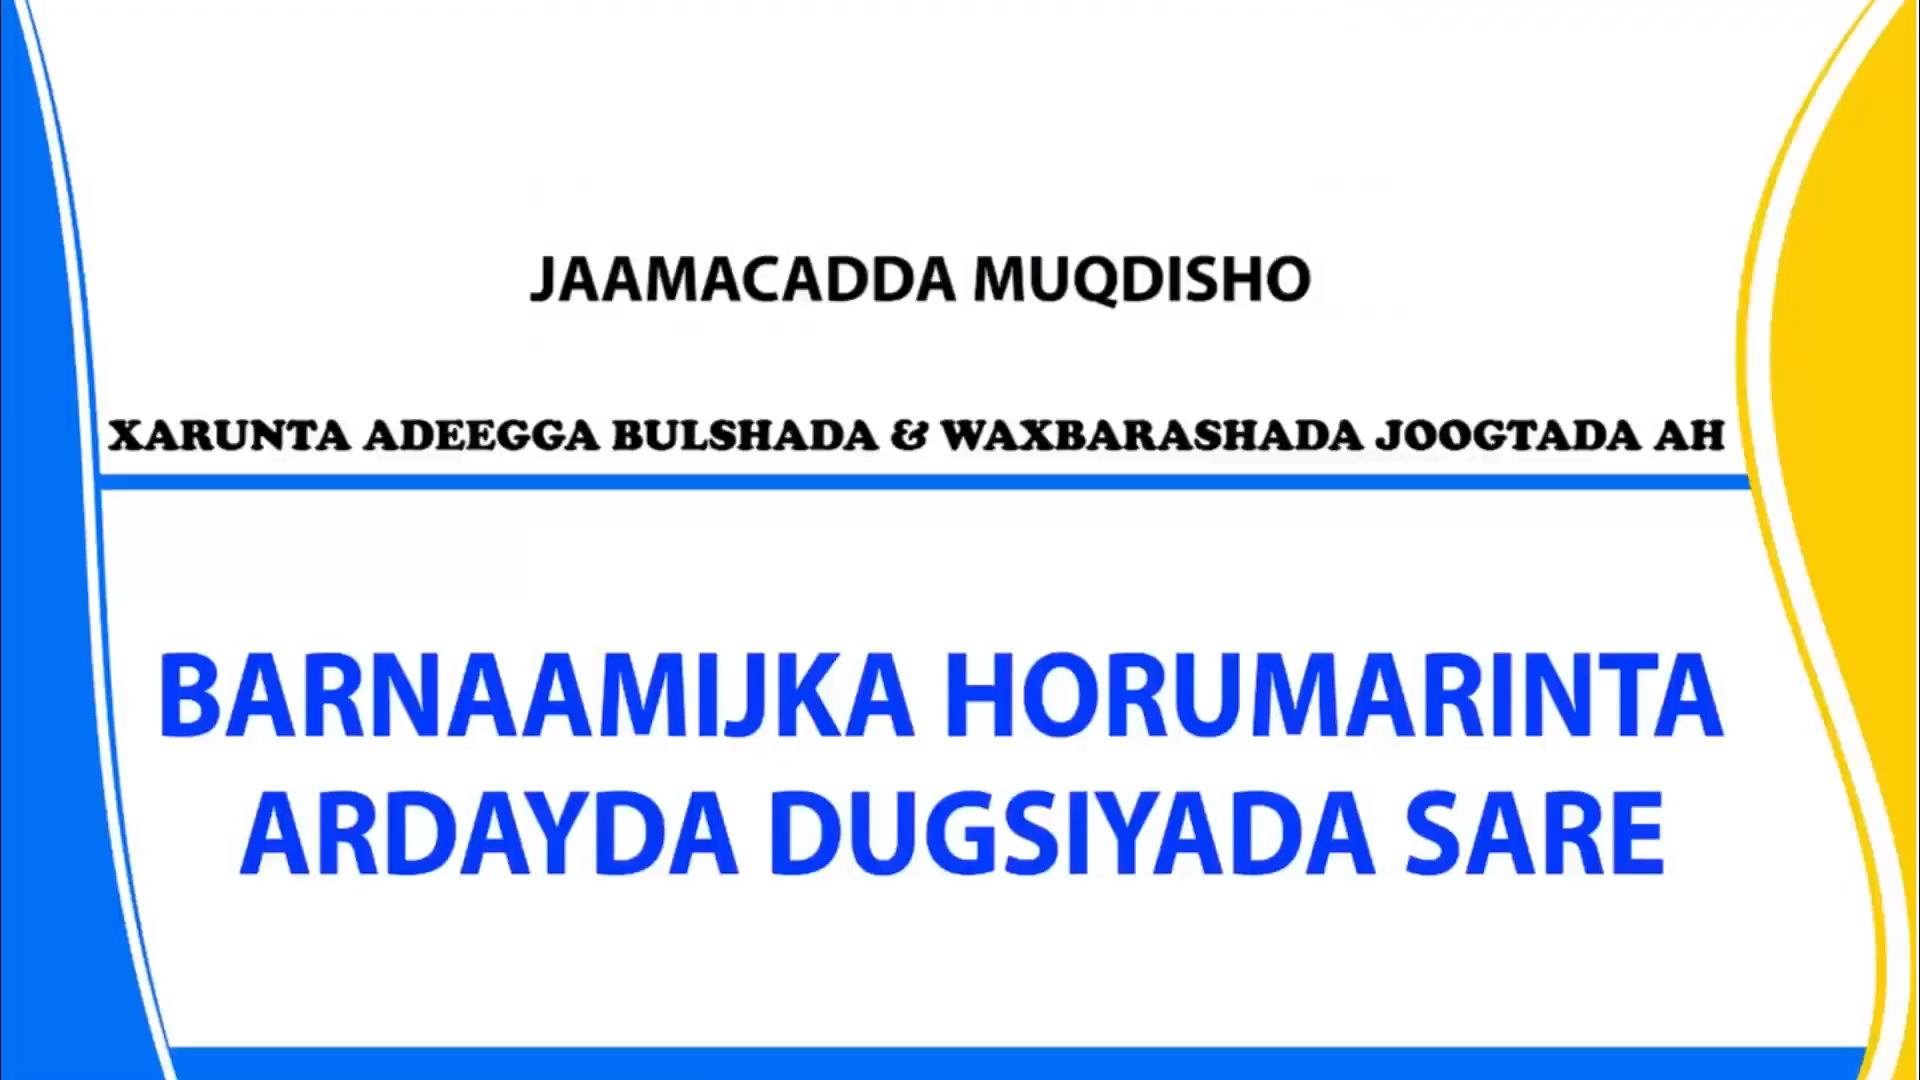 JAAMACADDA MUQDISHO
XARUNTA ADEEGGA BULSHADA & WAXBARASHADA JOOGTADA AH
BARNAAMIJKA HORUMARINTA
ARDAYDA DUGSIYADA SARE